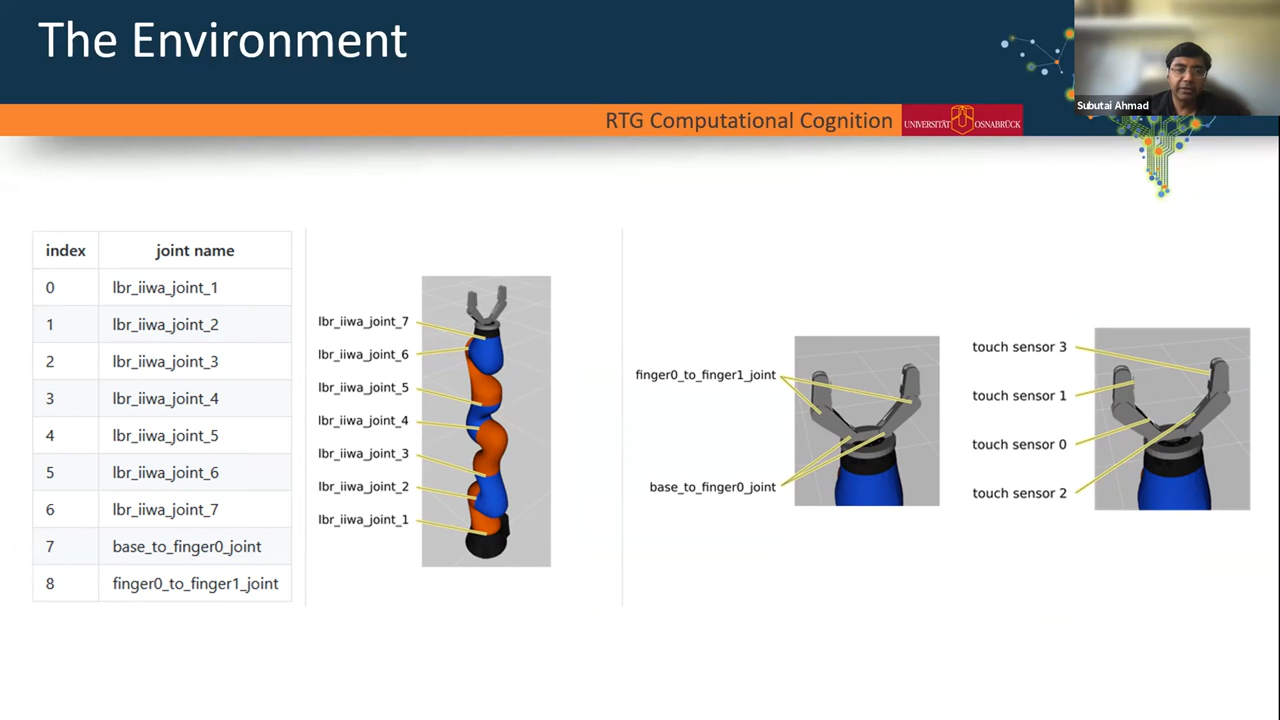 The Environment
Subutai Ahmad
RTG Computational Cognition
UNIVERSITÄT OSNABRÜCK
index joint name
0 lbr_iiwa_joint_1
1 lbr_iiwa_joint_2
2 lbr_iiwa_joint_3
3 lbr_iiwa_joint_4
4 lbr_iiwa_joint_5
5 lbr_iiwa_joint_6
6 lbr_iiwa_joint_7
7 base_to_finger0_joint
8 finger0_to_finger1_joint
lbr_iiwa_joint_7
lbr_iiwa_joint_6
lbr_iiwa_joint_5
lbr_iiwa_joint_4
lbr_iiwa_joint_3
lbr_iiwa_joint_2
lbr_iiwa_joint_1
finger0_to_finger1_joint
base_to_finger0_joint
touch sensor 3
touch sensor 1
touch sensor 0
touch sensor 2